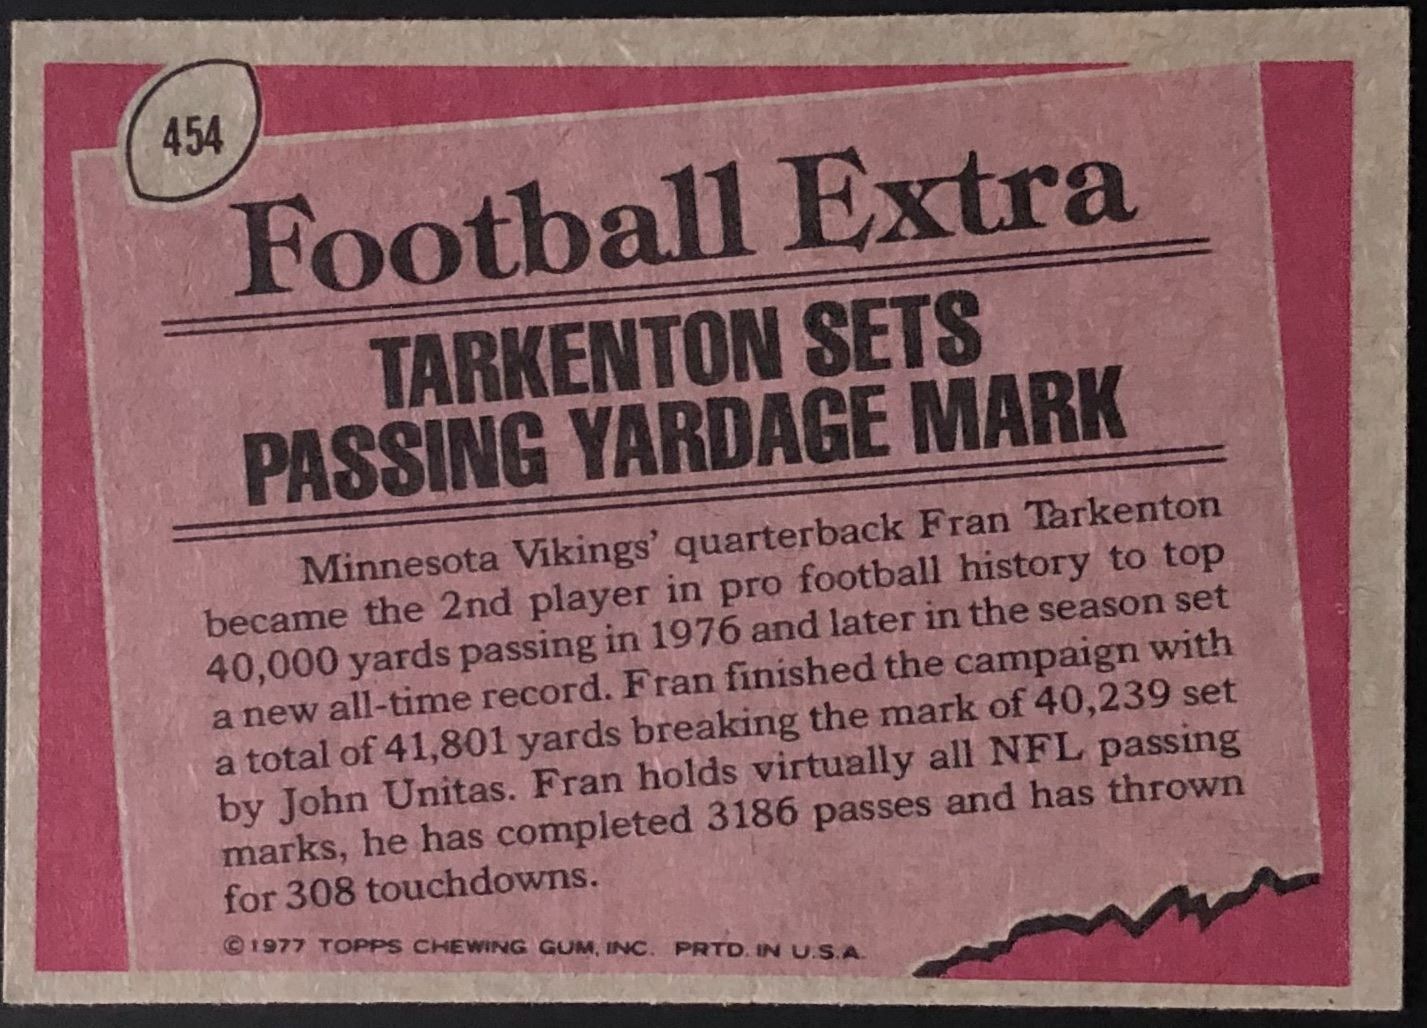 454
Football Extra
TARKENTON SETS
PASSING YARDAGE MARK
Minnesota Vikings' quarterback Fran Tarkenton
became the 2nd player in pro football history to top
40,000 yards passing in 1976 and later in the season set
a new all-time record. Fran finished the campaign with
a total of 41,801 yards breaking the mark of 40,239 set
by John Unitas. Fran holds virtually all NFL passing
marks, he has completed 3186 passes and has thrown
for 308 touchdowns.
©1977 TOPPS CHEWING GUM, INC. PRTD. IN U.S.A.